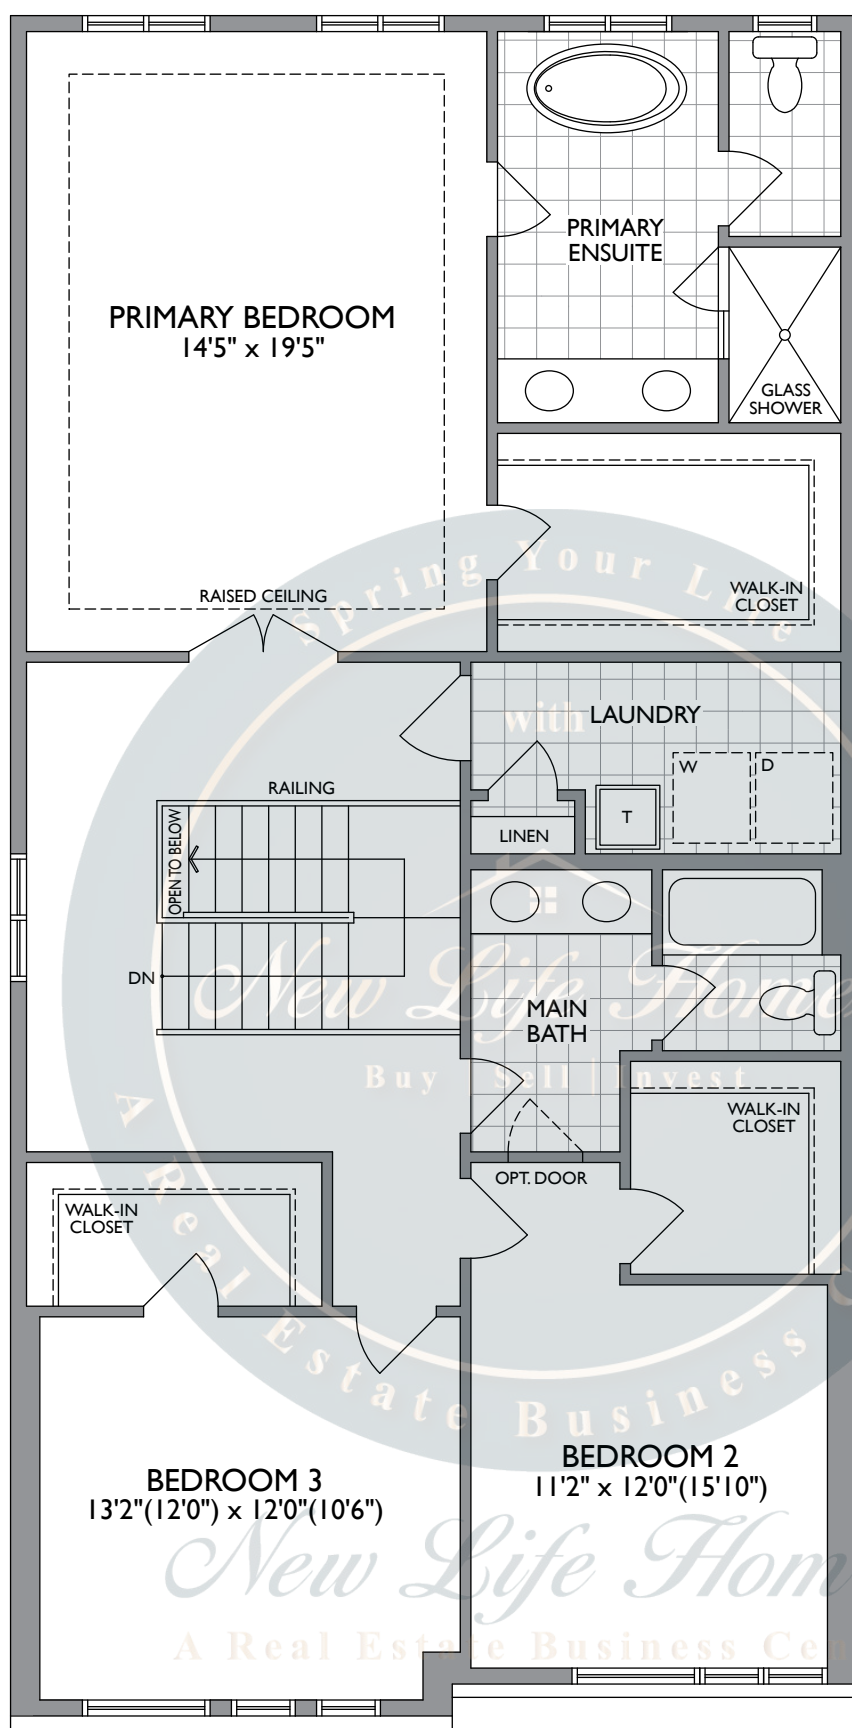 PRIMARY
ENSUITE
PRIMARY BEDROOM
14'5" x 19'5"
GLASS
SHOWER
RAISED CEILING
WALK-IN
CLOSET
Spring Your Life
with
LAUNDRY
W
D
RAILING
T
OPEN TO BELOW
LINEN
DN
New Life Home
MAIN
BATH
Buy | Sell | Invest
WALK-IN
CLOSET
OPT. DOOR
WALK-IN
CLOSET
A Real Estate Business C
BEDROOM 2
11'2" x 12'0"(15'10")
BEDROOM 3
13'2"(12'0") x 12'0"(10'6")
New Life Hom
A Real Estate Business Cen